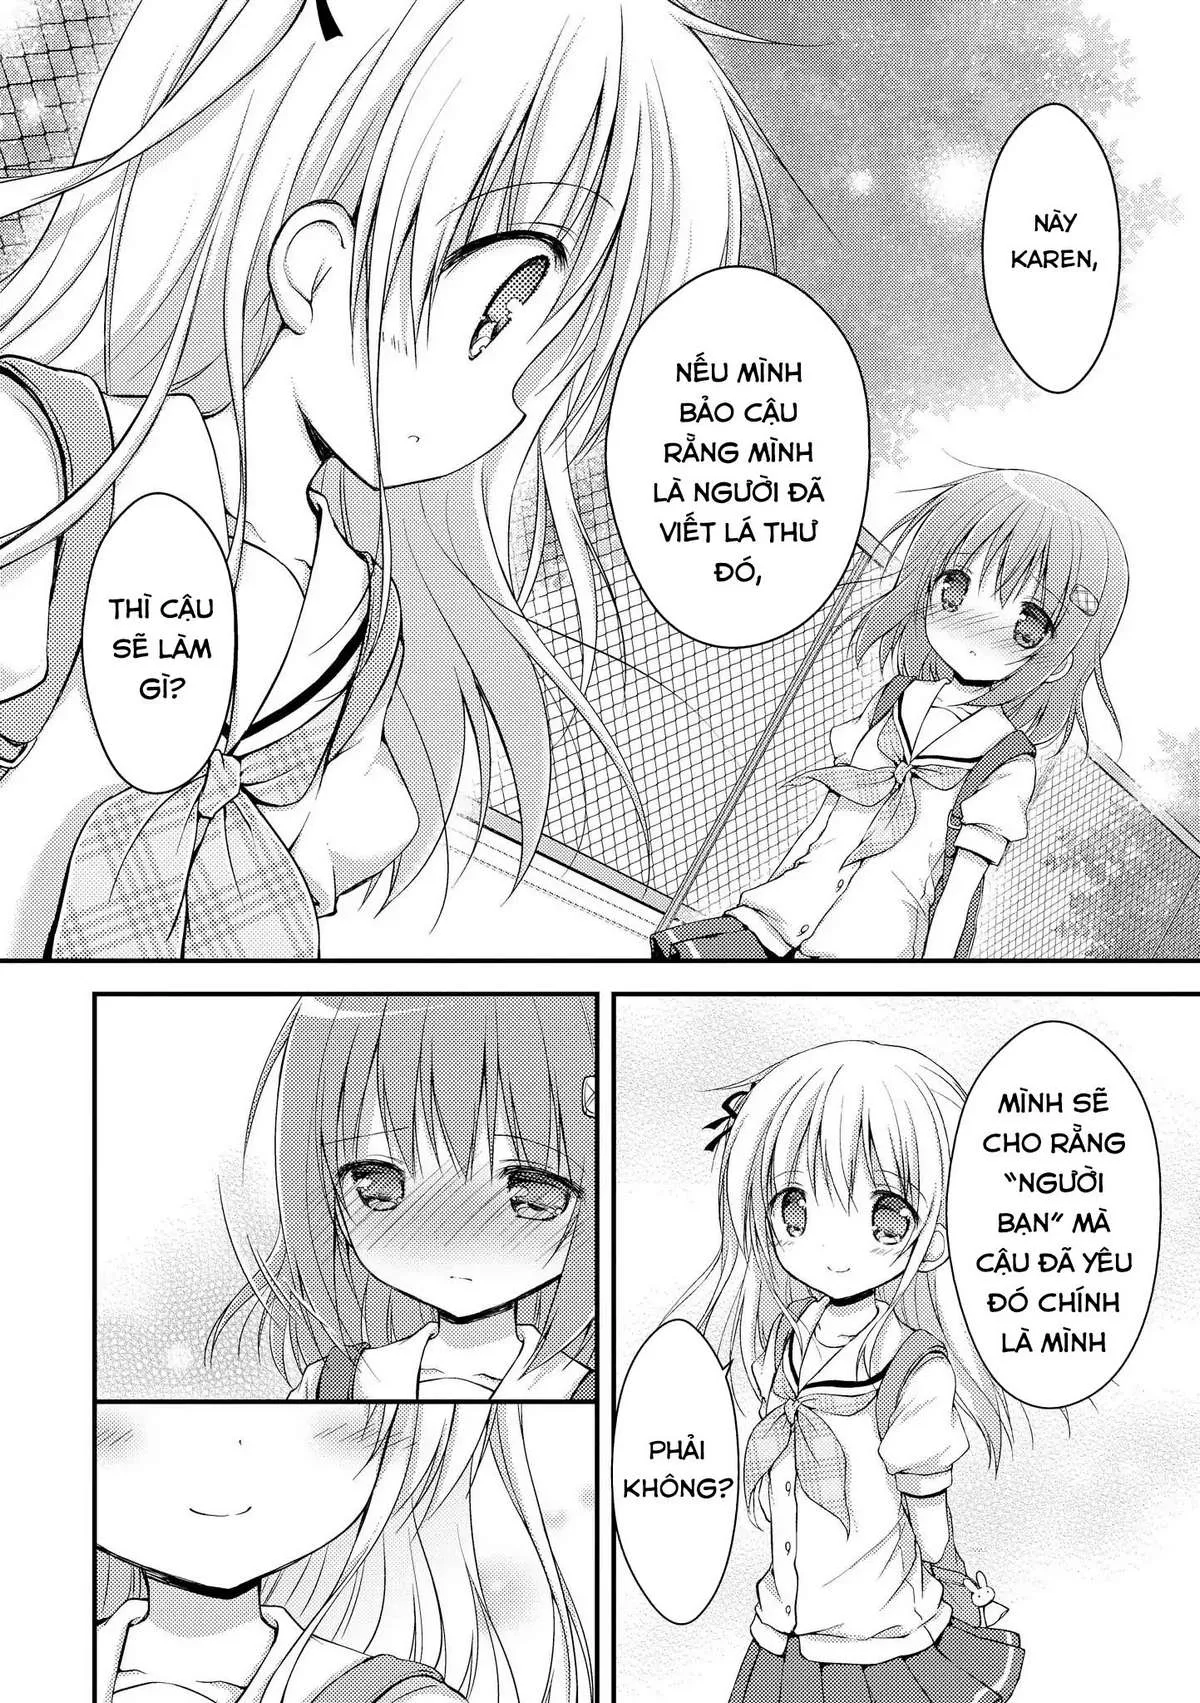 NÀY
KAREN,
NẾU MÌNH
BẢO CẬU
RẰNG MÌNH
LÀ NGƯỜI ĐÃ
VIẾT LÁ THƯ
ĐÓ,
THÌ CẬU
SẼ LÀM
GÌ?
MÌNH SẼ
CHO RẰNG
"NGƯỜI
BẠN" MÀ
CẬU ĐÃ YÊU
ĐÓ CHÍNH
LÀ MÌNH
PHẢI
KHÔNG?